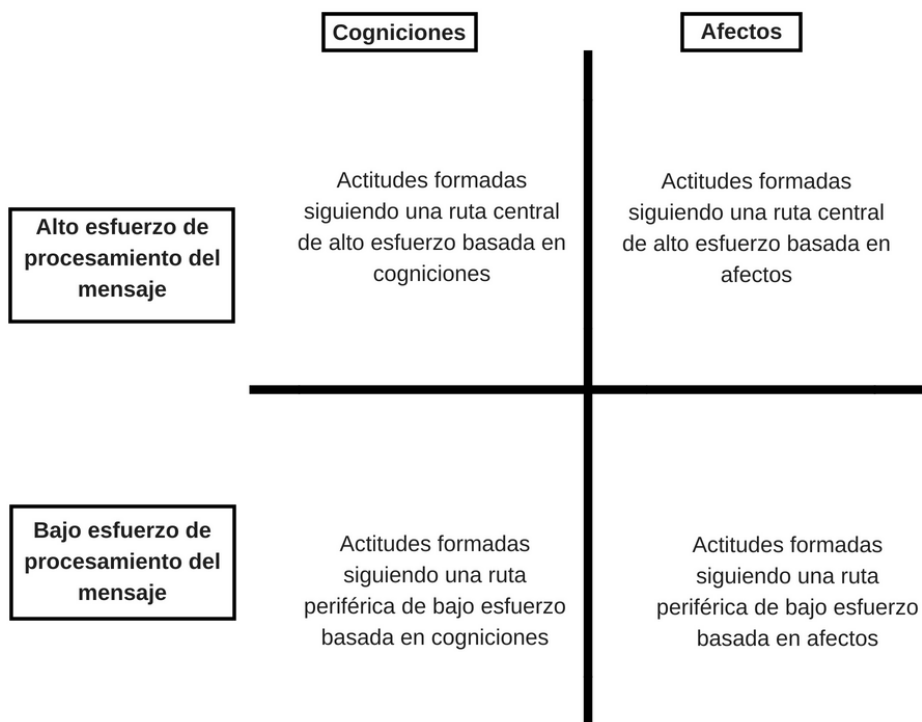 Cogniciones
Afectos
Actitudes formadas
siguiendo una ruta central
de alto esfuerzo basada en
cogniciones
Actitudes formadas
siguiendo una ruta central
de alto esfuerzo basada en
afectos
Alto esfuerzo de
procesamiento del
mensaje
Bajo esfuerzo de
procesamiento del
mensaje
Actitudes formadas
siguiendo una ruta
periférica de bajo esfuerzo
basada en cogniciones
Actitudes formadas
siguiendo una ruta
periférica de bajo esfuerzo
basada en afectos